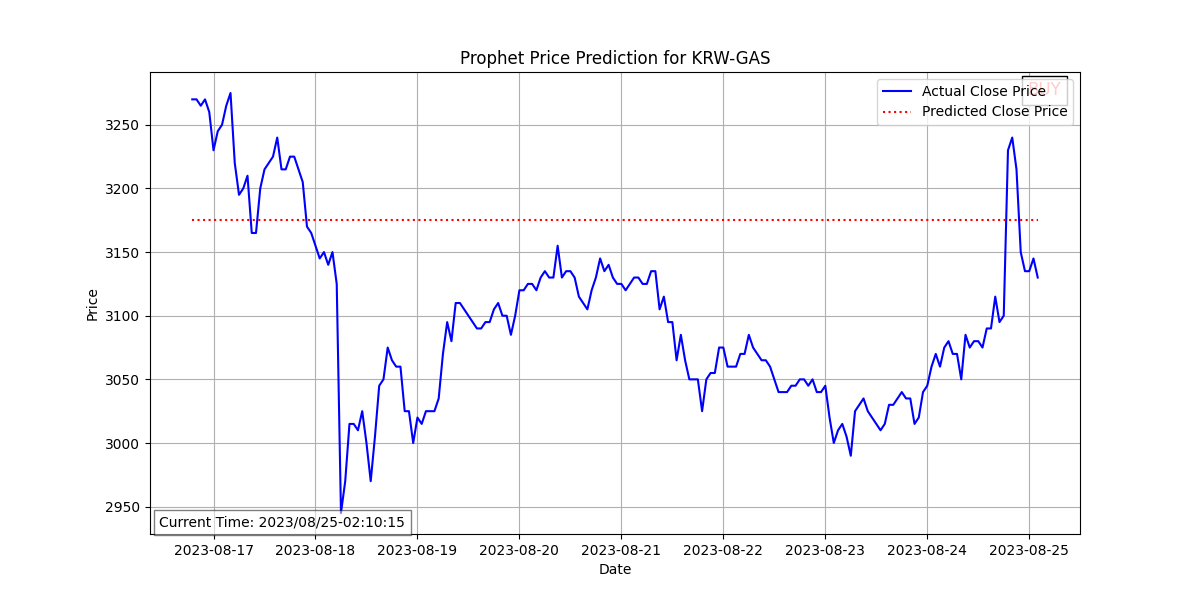 Prophet Price Prediction for KRW-GAS
BUY
Actual Close Price
Predicted Close Price
Price
3250
3200
3150
3100
3050
3000
2950
Current Time: 2023/08/25-02:10:15
2023-08-17 2023-08-18 2023-08-19 2023-08-20 2023-08-21 2023-08-22 2023-08-23 2023-08-24 2023-08-25
Date